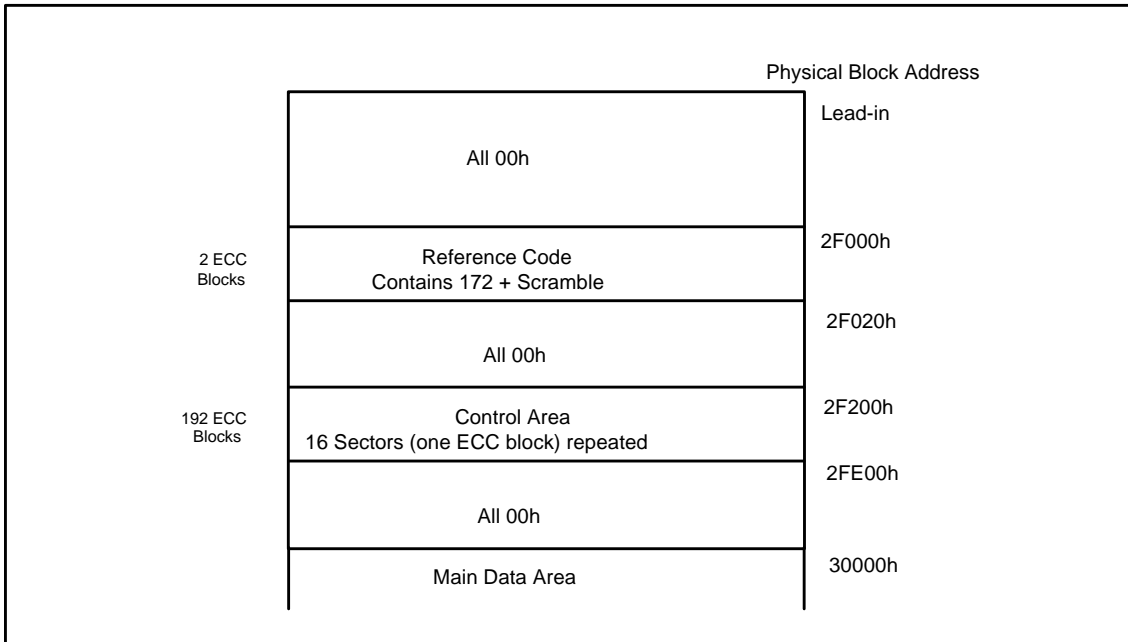 Physical Block Address
Lead-in
All 00h
2F000h
2 ECC
Blocks
Reference Code
Contains 172 + Scramble
2F020h
All 00h
2F200h
192 ECC
Blocks
Control Area
16 Sectors (one ECC block) repeated
2FE00h
All 00h
30000h
Main Data Area